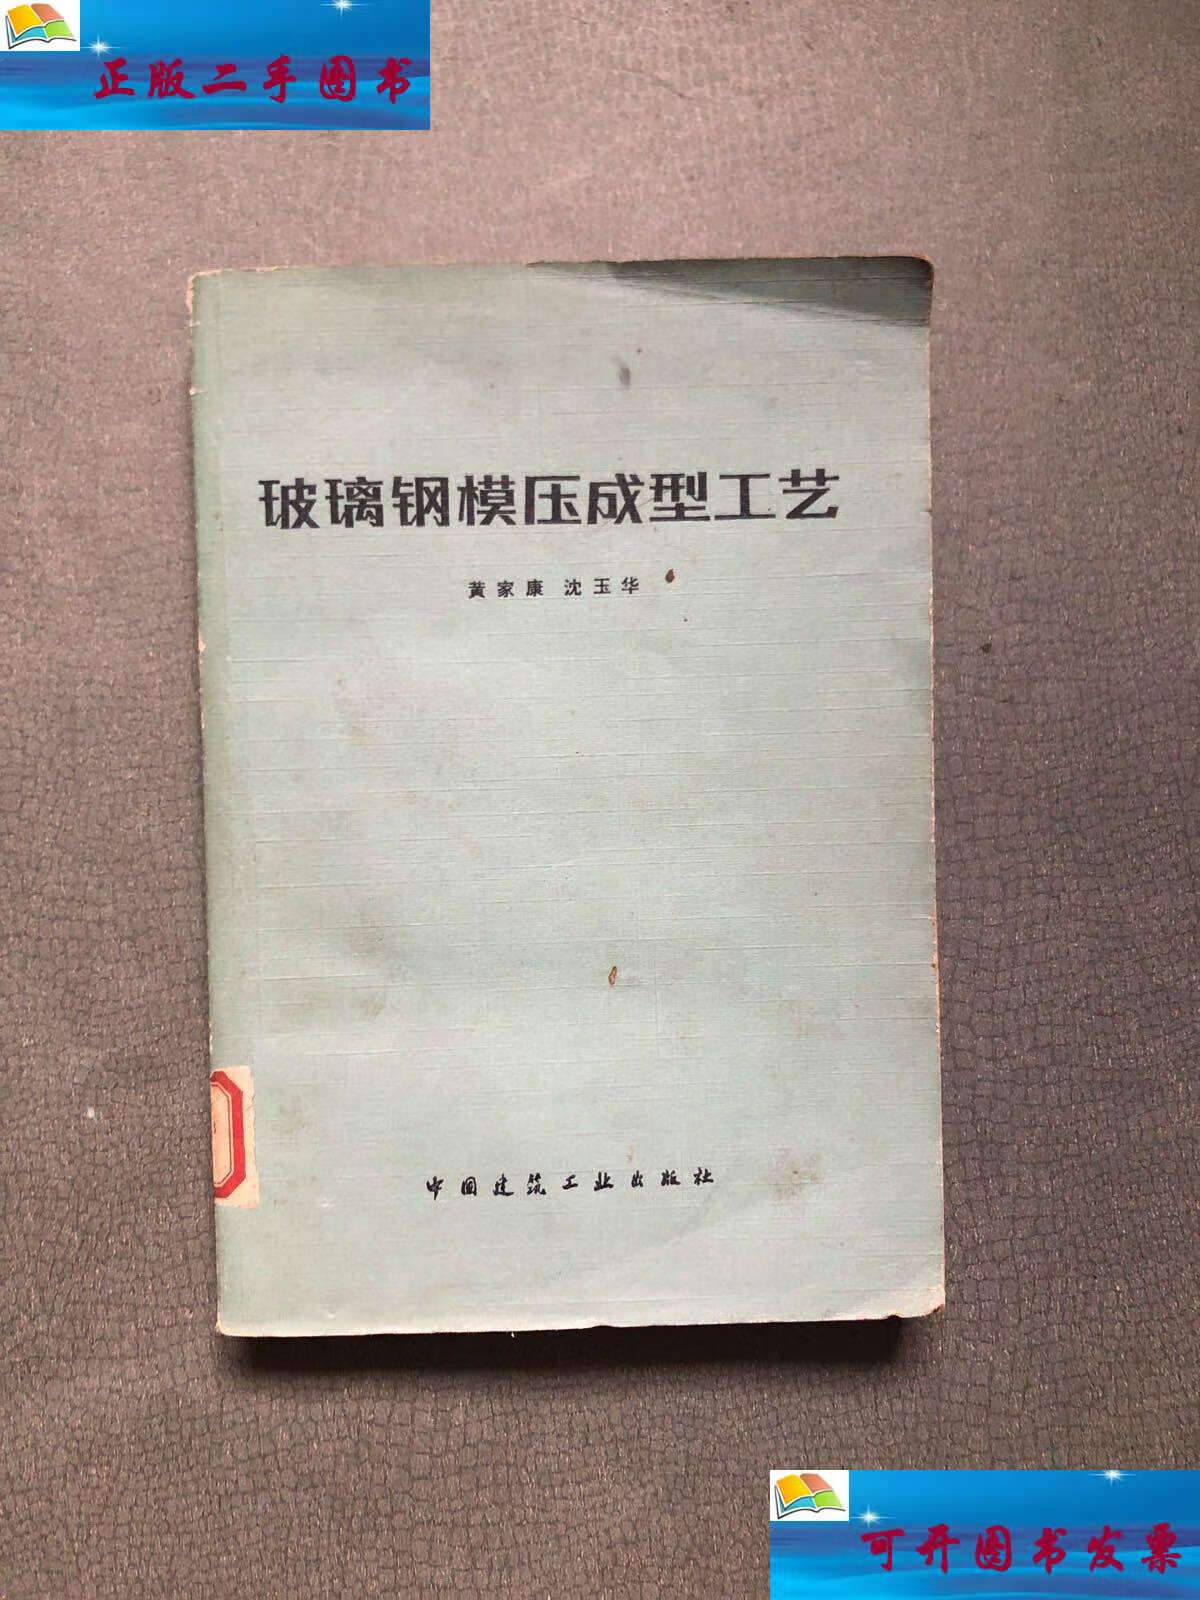 正版二手图书
玻璃钢模压成型工艺
黄家康 沈玉华
中国建筑工业出版社
可开图书发票